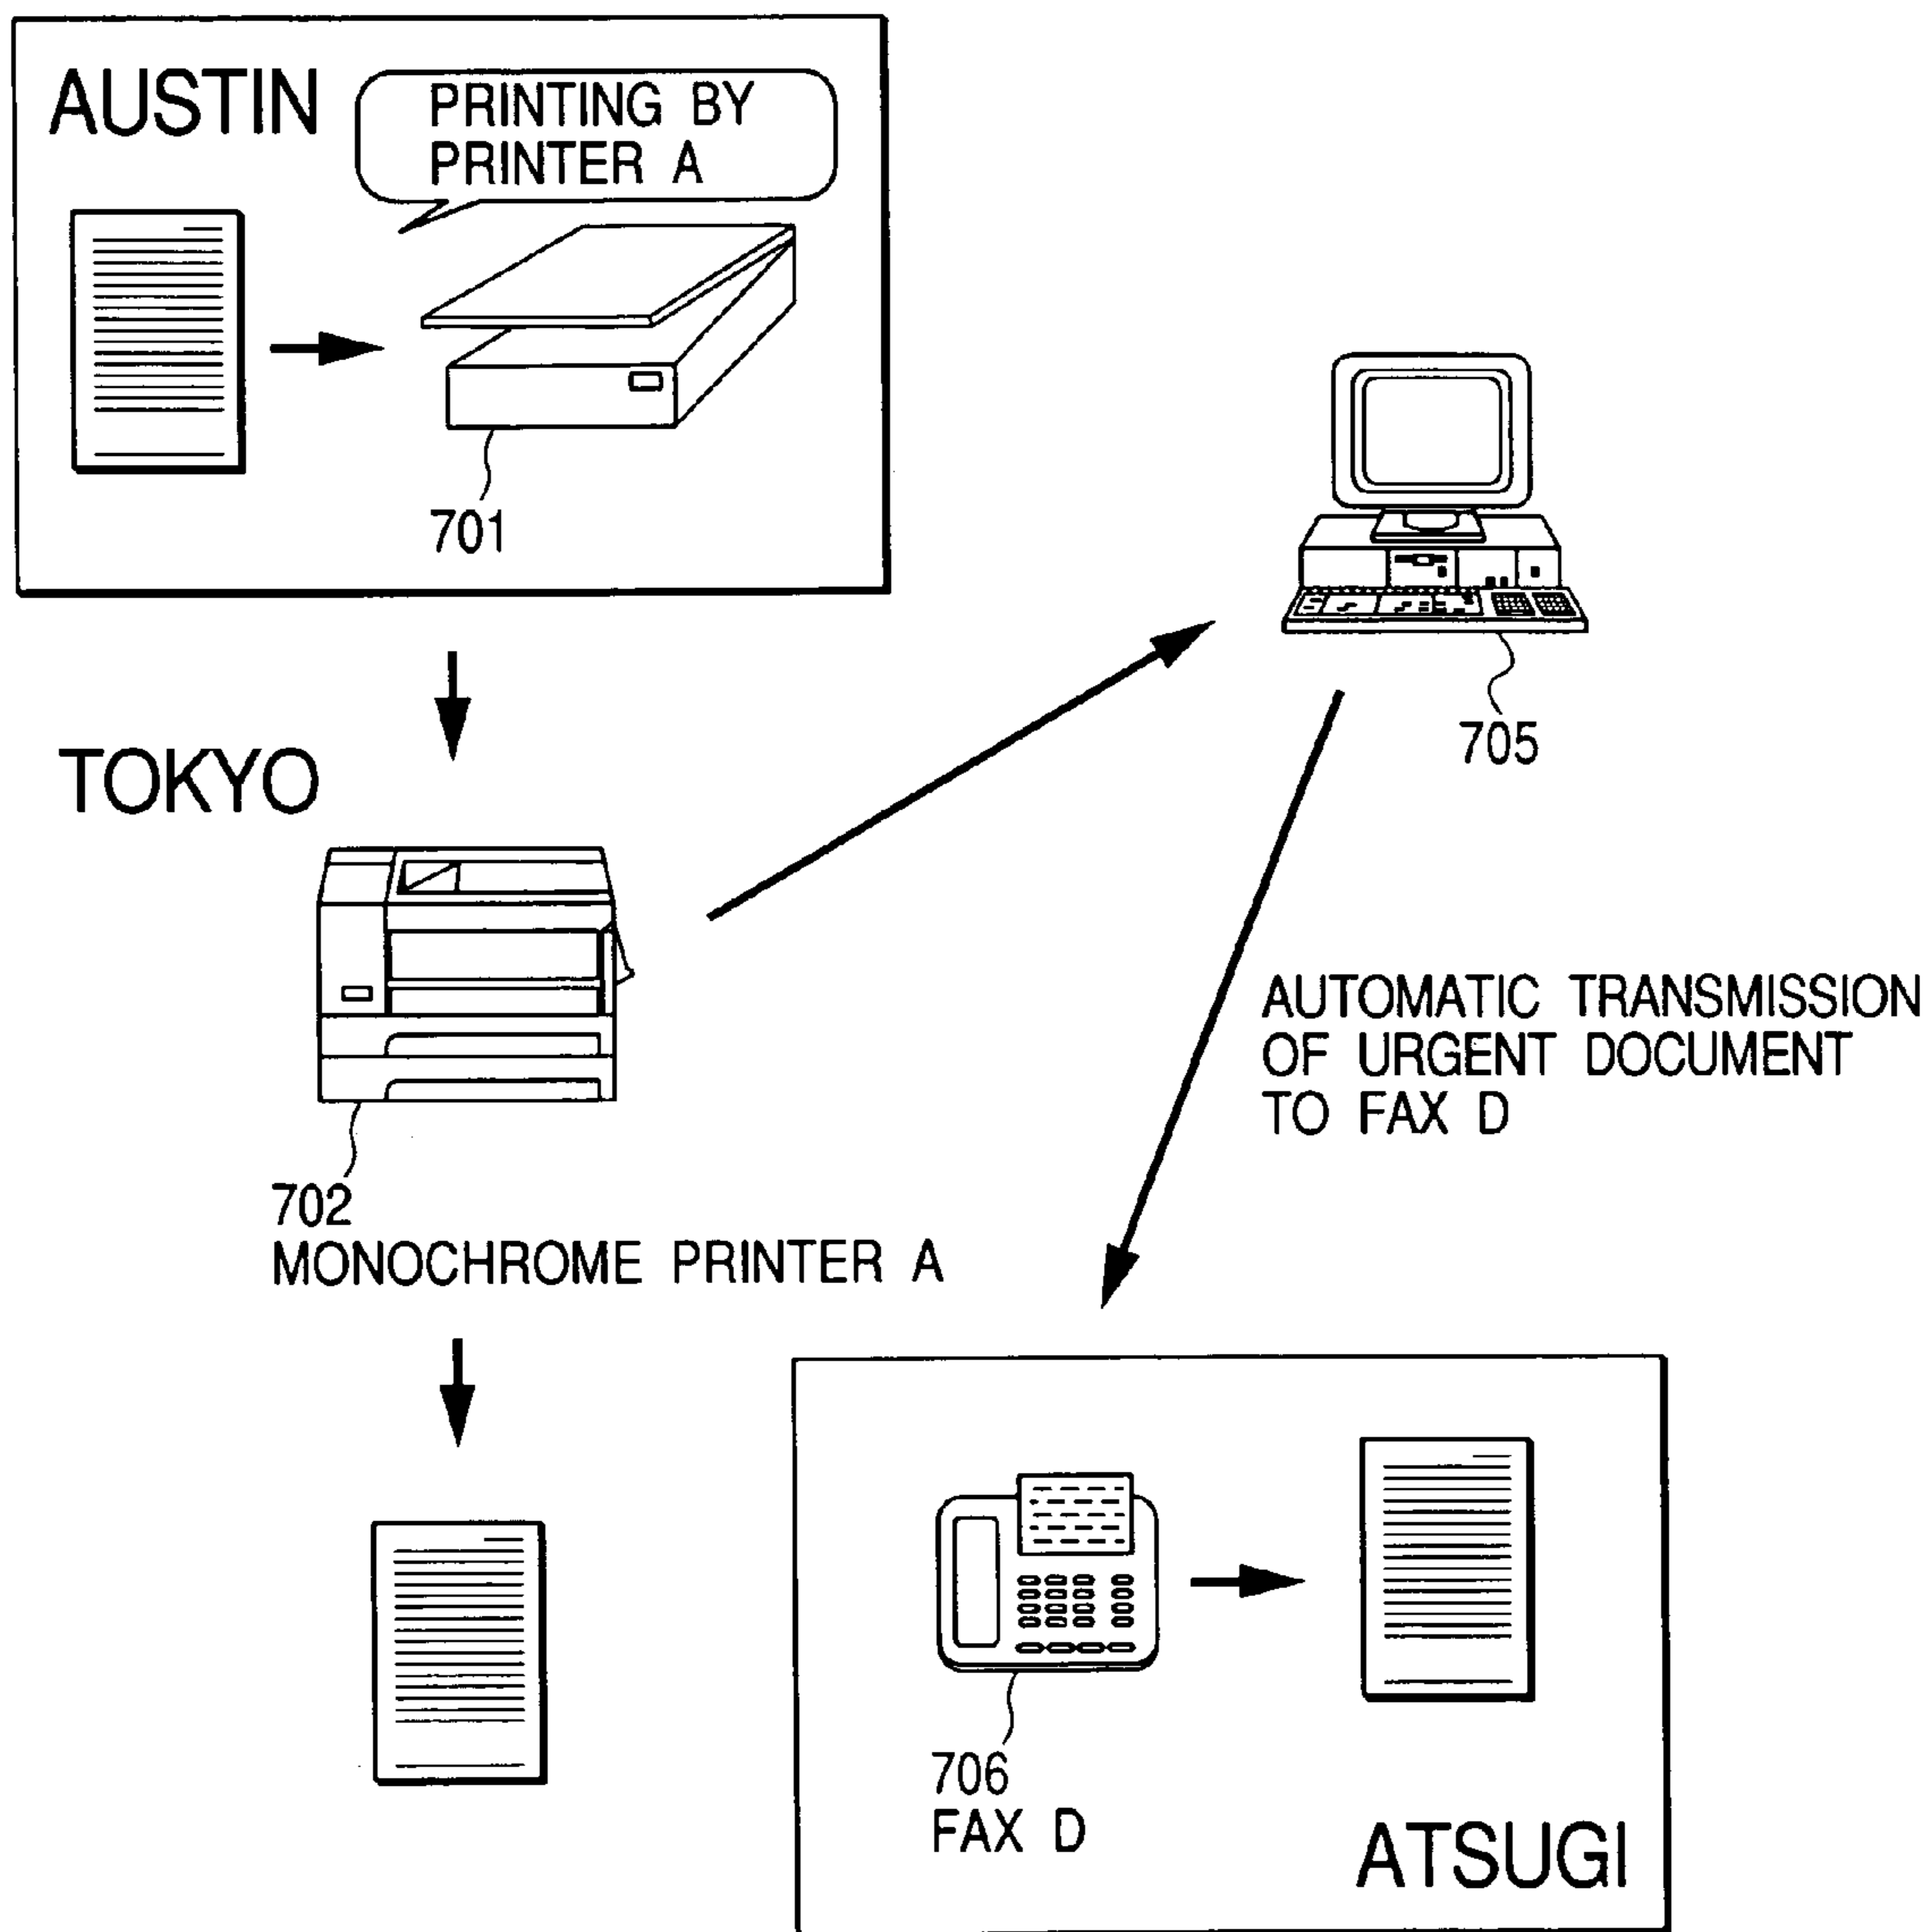 AUSTIN
PRINTING BY
PRINTER A
701
705
TOKYO
702
MONOCHROME PRINTER A
AUTOMATIC TRANSMISSION
OF URGENT DOCUMENT
TO FAX D
706
FAX D
ATSUGI